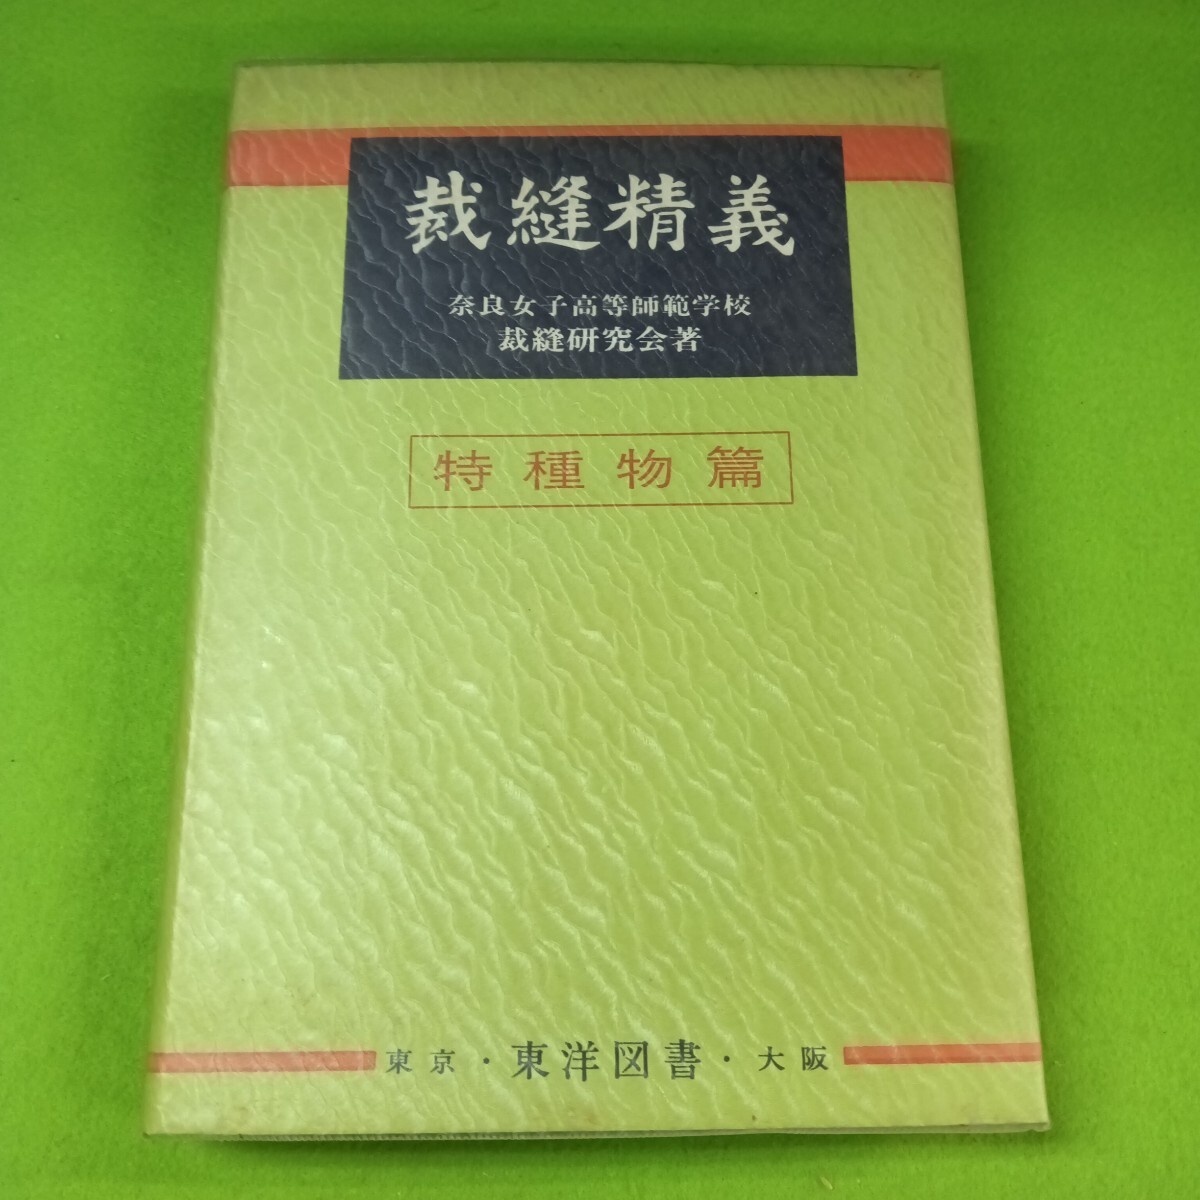 裁縫精義
奈良女子高等師範学校
裁縫研究会著
特種物篇
東京・東洋図書・大阪